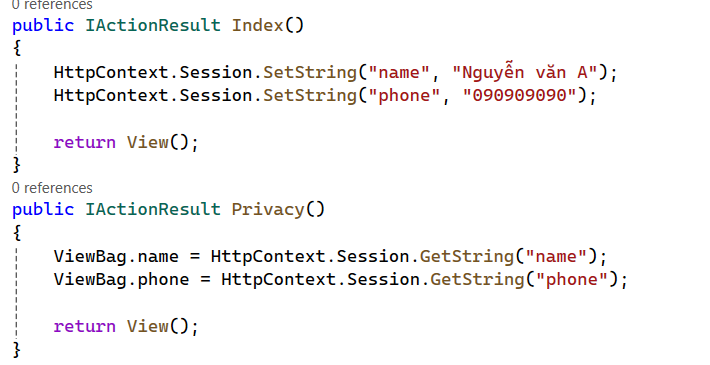 0 references
public IActionResult Index()
{
HttpContext.Session.SetString("name", "Nguyễn văn A");
HttpContext.Session.SetString("phone", "090909090");
return View();
}
0 references
public IActionResult Privacy()
{
ViewBag.name = HttpContext.Session.GetString("name");
ViewBag.phone = HttpContext.Session.GetString("phone");
return View();
}